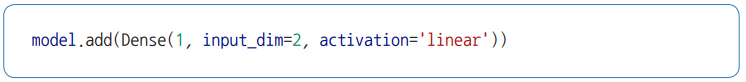 model.add(Dense(1, input_dim=2, activation='linear'))